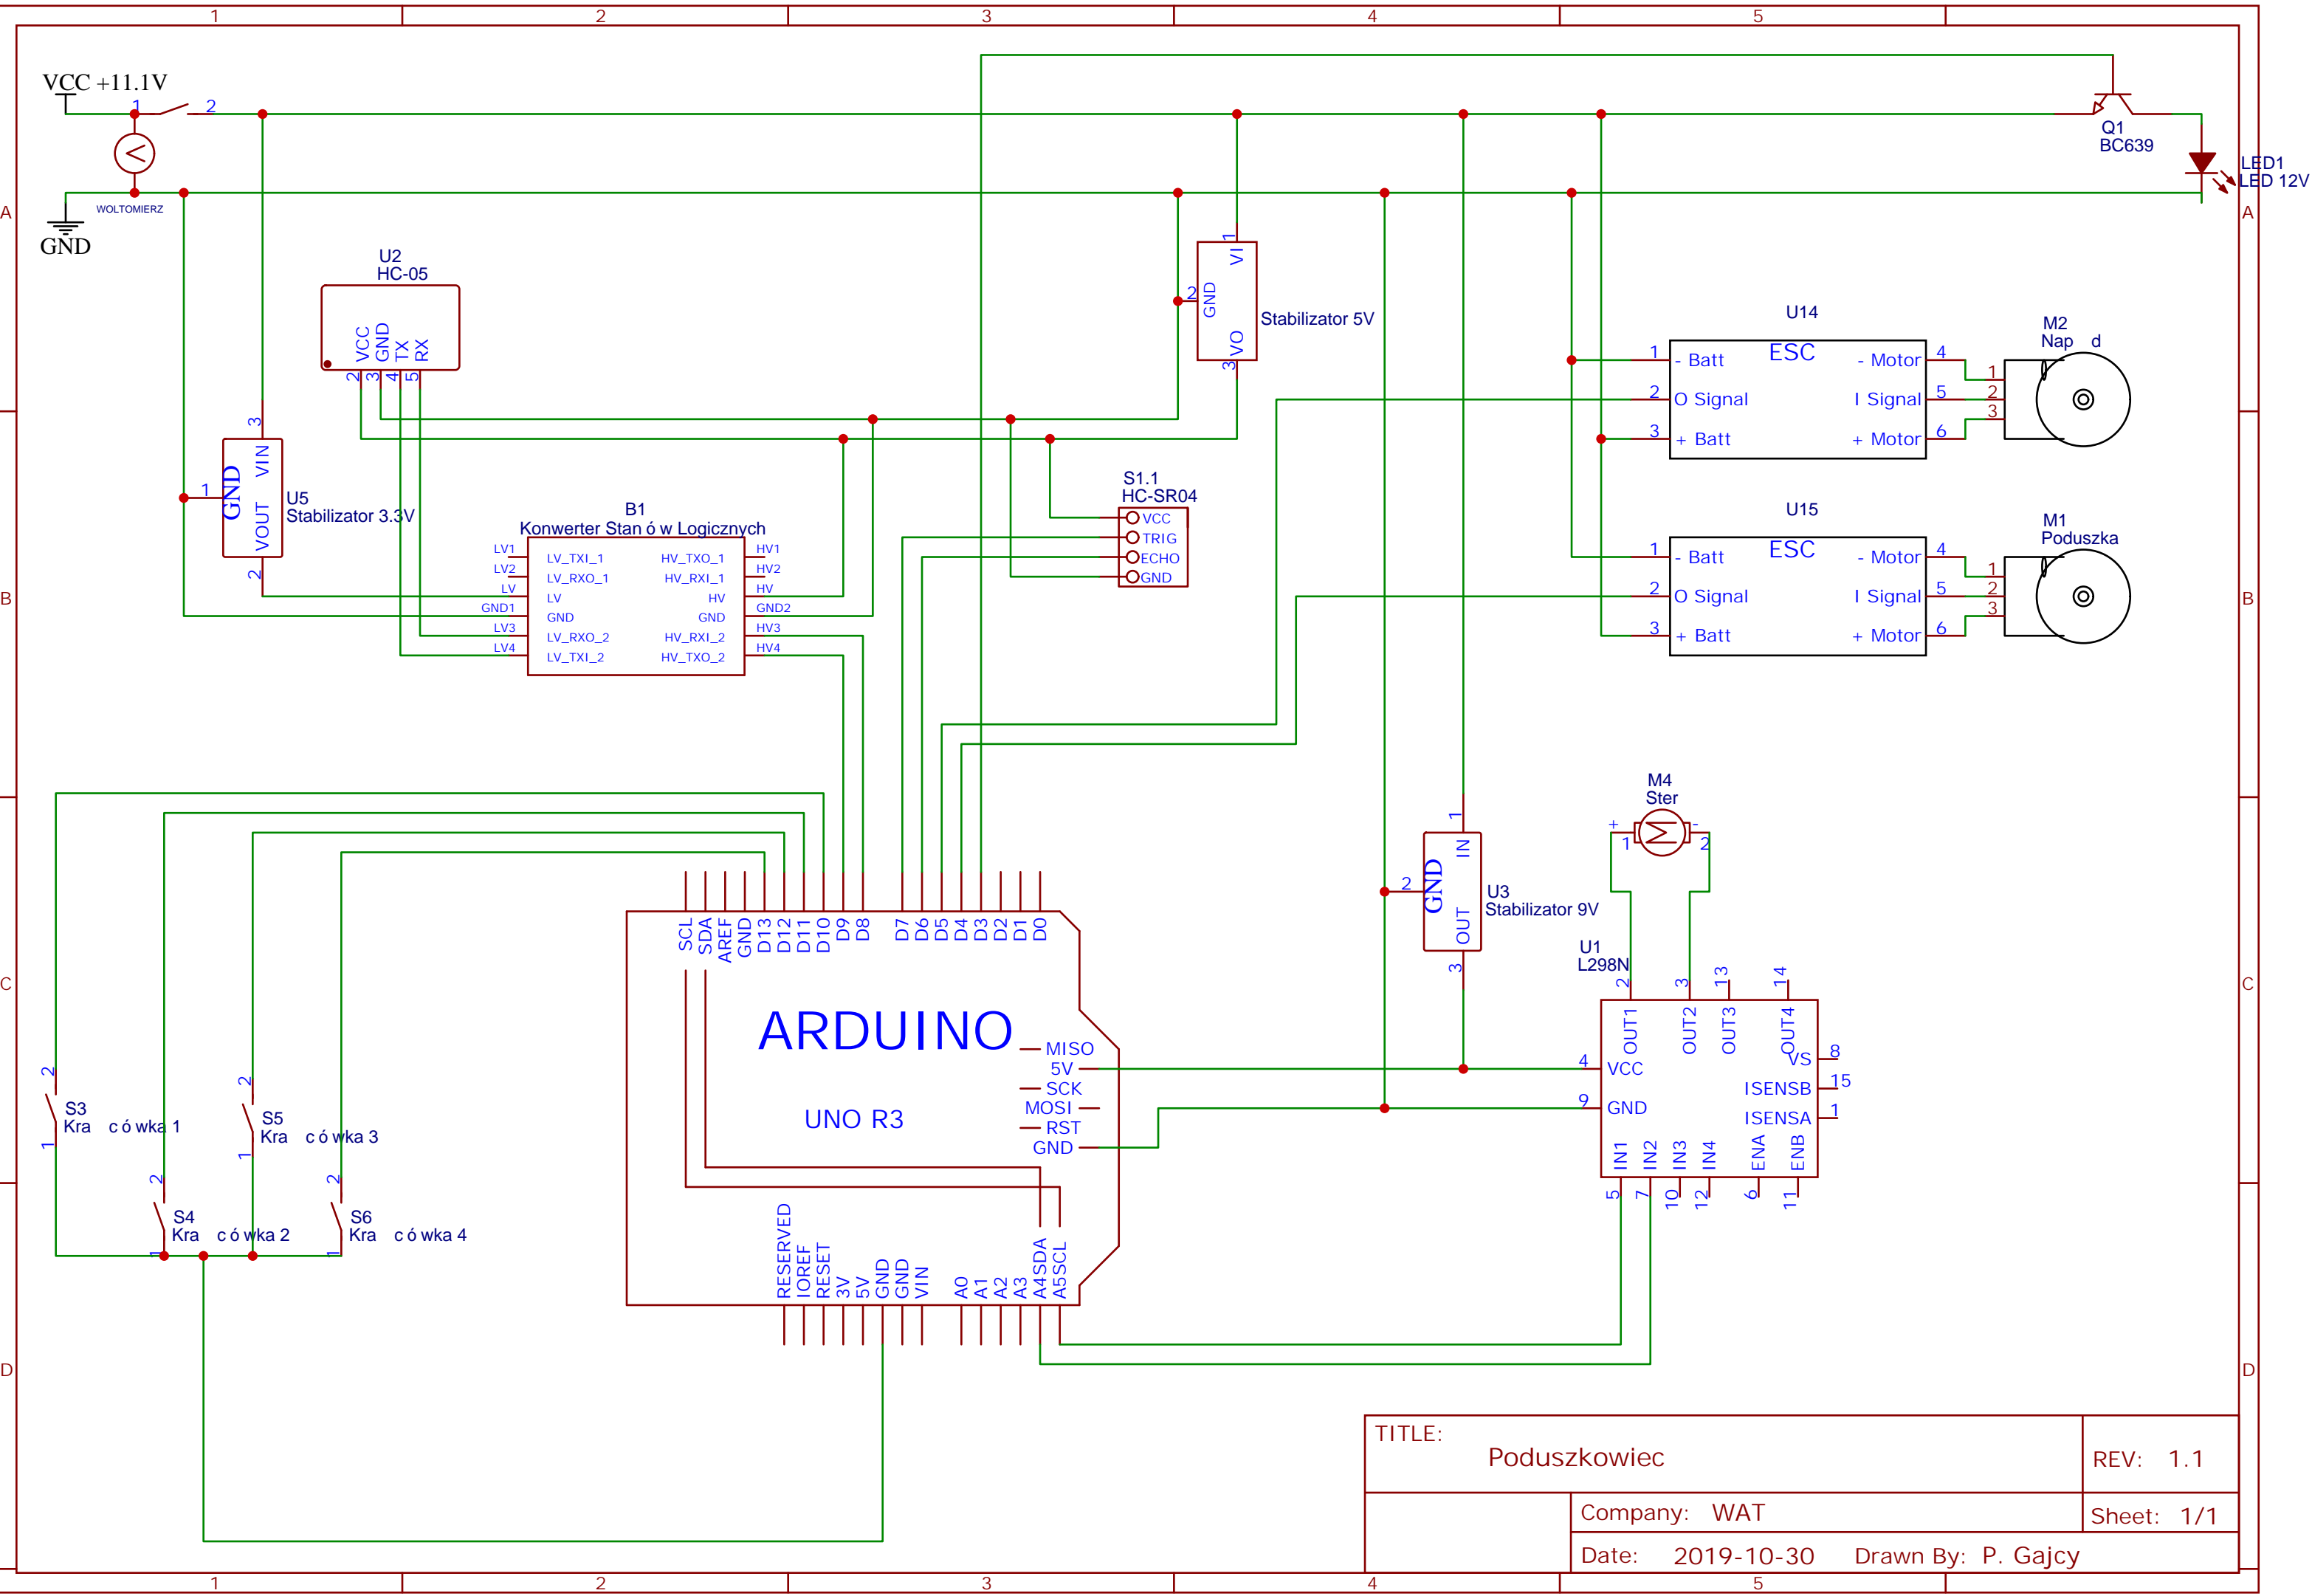 1 2 3 4 5
VCC +11.1V
1 2
WOLTOMIERZ
GND
A
A
Q1
BC639
LED1
LED 12V
U2
HC-05
VCC GND TX RX
2 3 4 5
1
VI
2 GND
VO
3
Stabilizator 5V
U14
ESC
1 - Batt - Motor 4
2 O Signal I Signal 5
3 + Batt + Motor 6
M2
Nap d
1
2
3
3
VIN
1 GND
VOUT
2
U5
Stabilizator 3.3V
B1
Konwerter Stan ó w Logicznych
LV1 LV_TXI_1 HV_TXO_1 HV1
LV2 LV_RXO_1 HV_RXI_1 HV2
LV LV HV HV
GND1 GND GND GND2
LV3 LV_RXO_2 HV_RXI_2 HV3
LV4 LV_TXI_2 HV_TXO_2 HV4
S1.1
HC-SR04
VCC
TRIG
ECHO
GND
U15
ESC
1 - Batt - Motor 4
2 O Signal I Signal 5
3 + Batt + Motor 6
M1
Poduszka
1
2
3
B
B
M4
Ster
+ -
1 2
1
IN
2 GND
OUT
3
U3
Stabilizator 9V
SCL SDA AREF GND D13 D12 D11 D10 D9 D8 D7 D6 D5 D4 D3 D2 D1 D0
ARDUINO
UNO R3
MISO
5V
SCK
MOSI
RST
GND
RESERVED IOREF RESET 3V 5V GND GND VIN A0 A1 A2 A3 A4SDA A5SCL
U1
L298N
2 3 13 14
OUT1 OUT2 OUT3 OUT4
4 VCC VS 8
ISENSB 15
9 GND ISENSA 1
IN1 IN2 IN3 IN4 ENA ENB
5 7 10 12 6 11
C
C
2
S3
Kra c ó wka 1
1
2
S5
Kra c ó wka 3
1
2
S4
Kra c ó wka 2
1
2
S6
Kra c ó wka 4
1
D
D
TITLE:
Poduszkowiec
REV: 1.1
Company: WAT
Sheet: 1/1
Date: 2019-10-30 Drawn By: P. Gajcy
1 2 3 4 5